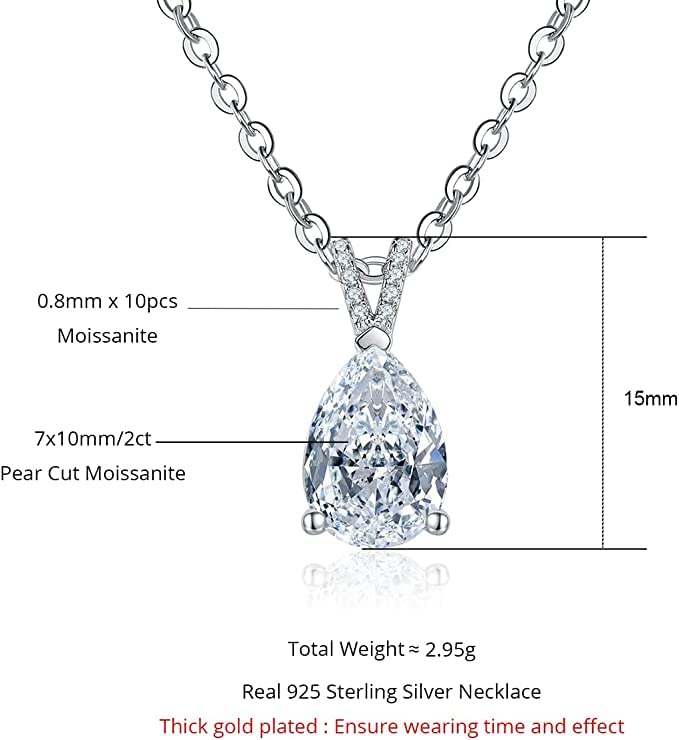 0.8mm x 10pcs
Moissanite
15mm
7x10mm/2ct
Pear Cut Moissanite
Total Weight ≈ 2.95g
Real 925 Sterling Silver Necklace
Thick gold plated : Ensure wearing time and effect